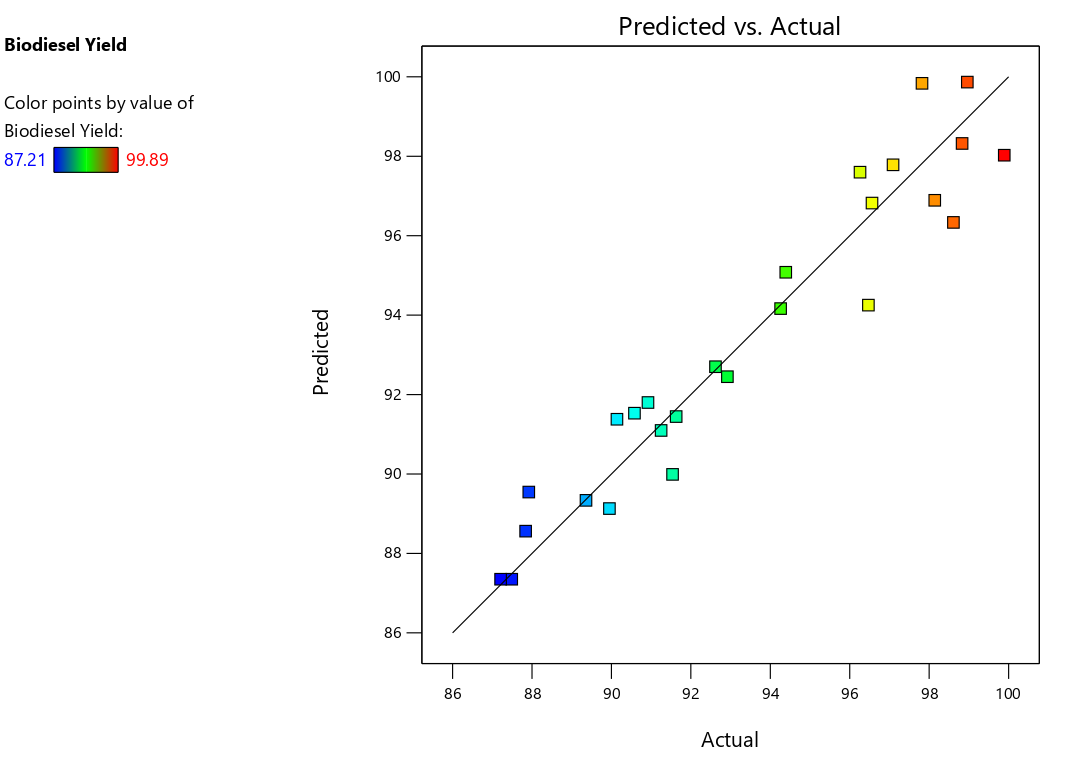 Biodiesel Yield
Color points by value of
Biodiesel Yield:
87.21 99.89
Predicted vs. Actual
Predicted
100
98
96
94
92
90
88
86
86 88 90 92 94 96 98 100
Actual